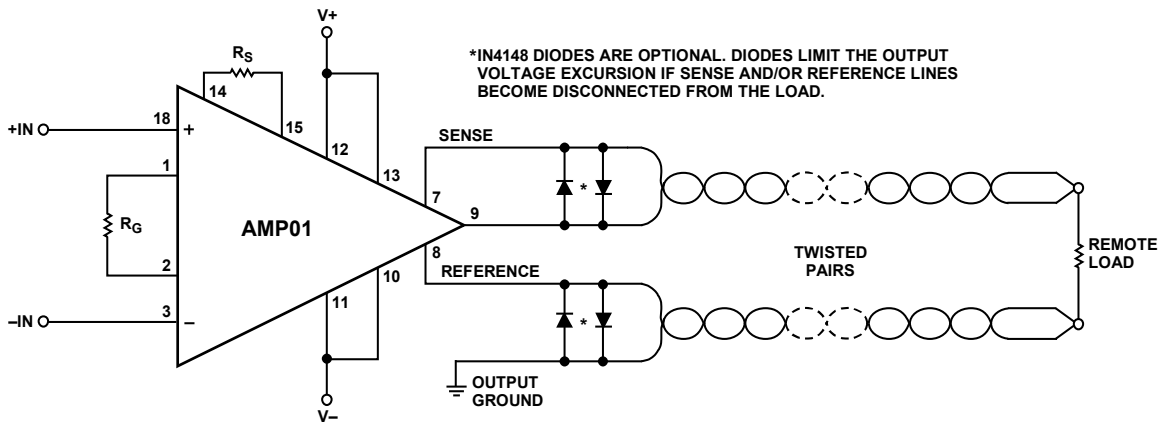 V+
RS
*IN4148 DIODES ARE OPTIONAL. DIODES LIMIT THE OUTPUT
VOLTAGE EXCURSION IF SENSE AND/OR REFERENCE LINES
BECOME DISCONNECTED FROM THE LOAD.
14
15
+IN
18
+
12
SENSE
13
1
7
*
9
RG
AMP01
8
TWISTED
PAIRS
REMOTE
LOAD
2
10
REFERENCE
11
–IN
3
–
*
OUTPUT
GROUND
V–